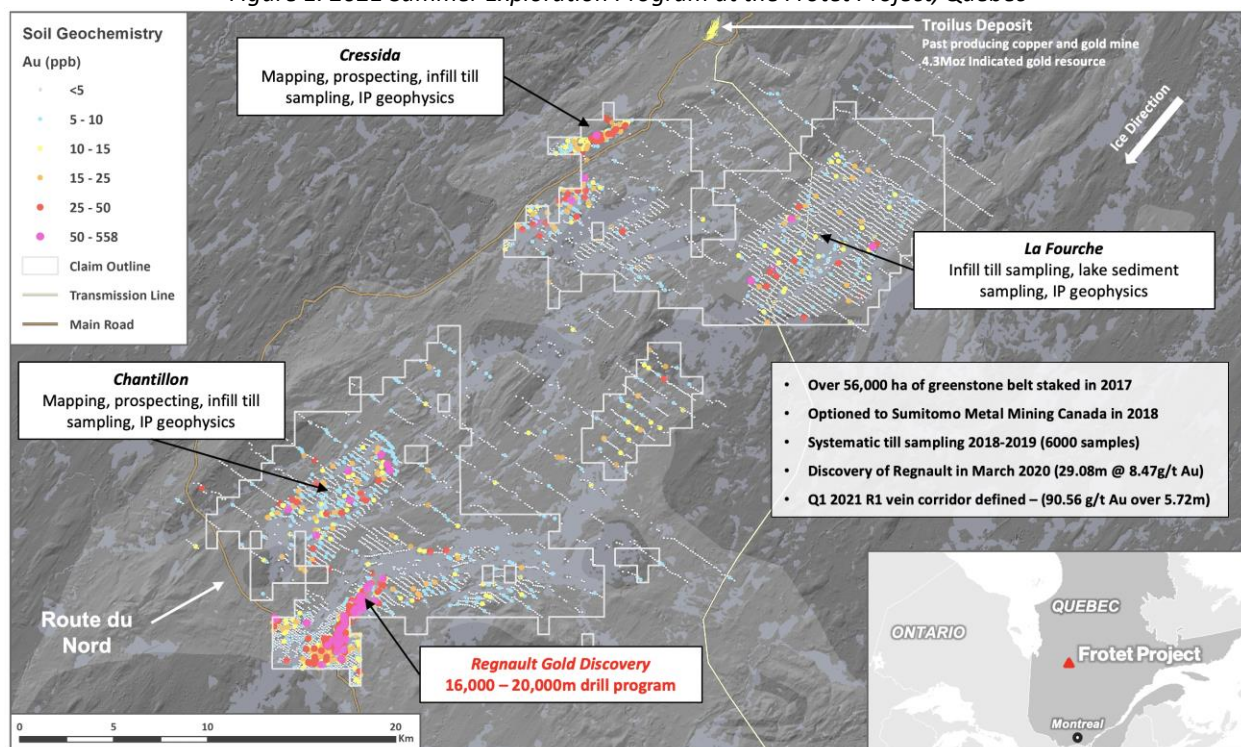 Figure 2021 Summer Exploration Program at the Frotet Project, Quebec
Soil Geochemistry
Au (ppb)
<5
5 - 10
10 - 15
15 - 25
25 - 50
50 - 558
Claim Outline
Transmission Line
Main Road
Cressida
Mapping, prospecting, infill till
sampling, IP geophysics
Troilus Deposit
Past producing copper and gold mine
4.3Moz Indicated gold resource
Ice Direction
La Fourche
Infill till sampling, lake sediment
sampling, IP geophysics
Chantillon
Mapping, prospecting, infill till
sampling, IP geophysics
• Over 56,000 ha of greenstone belt staked in 2017
• Optioned to Sumitomo Metal Mining Canada in 2018
• Systematic till sampling 2018-2019 (6000 samples)
• Discovery of Regnault in March 2020 (29.08m @ 8.47g/t Au)
• Q1 2021 R1 vein corridor defined – (90.56 g/t Au over 5.72m)
Route du
Nord
Regnault Gold Discovery
16,000 – 20,000m drill program
QUEBEC
ONTARIO
Frotet Project
Montreal
0 5 10 20
Km